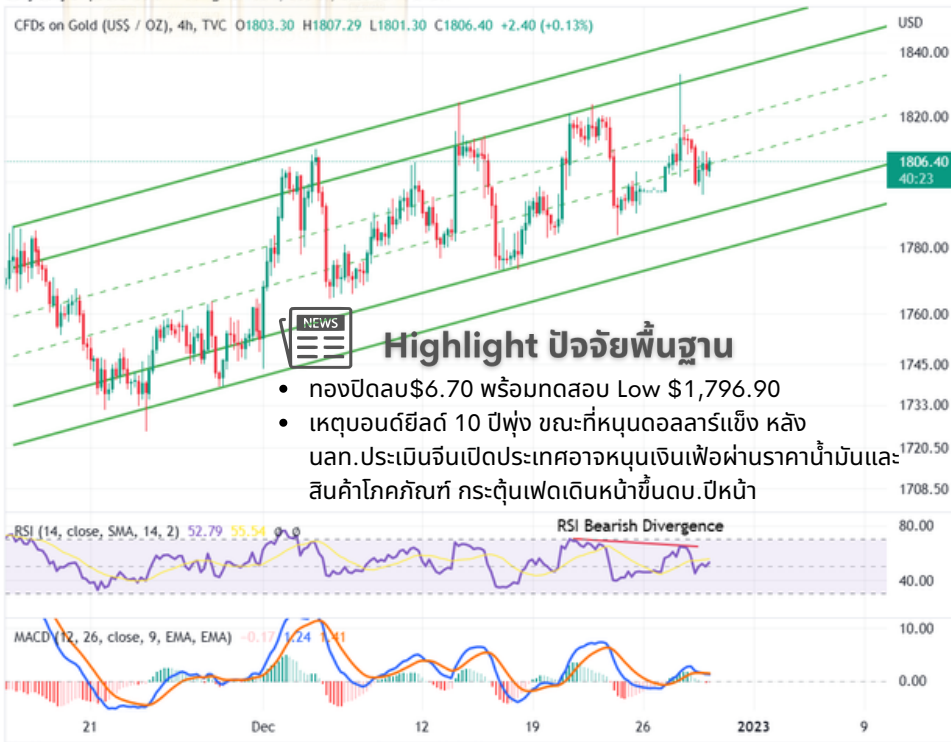 CFDs on Gold (US$ / OZ), 4h, TVC O1803.30 H1807.29 L1801.30 C1806.40 +2.40 (+0.13%)
USD
1840.00
1820.00
1806.40
40:23
1780.00
1760.00
1745.00
1733.00
1720.50
1708.50
NEWS
Highlight ปัจจัยพื้นฐาน
• ทองปิดลบ$6.70 พร้อมทดสอบ Low $1,796.90
• เหตุบอนด์ยีลด์ 10 ปีพุ่ง ขณะที่หนุนดอลลาร์แข็ง หลัง
นลท.ประเมินจีนเปิดประเทศอาจหนุนเงินเฟ้อผ่านราคาน้ำมันและ
สินค้าโภคภัณฑ์ กระตุ้นเฟดเดินหน้าขึ้นดบ.ปีหน้า
RSI (14, close, SMA, 14, 2) 52.79 55.54 ø ø
RSI Bearish Divergence
80.00
40.00
MACD (12, 26, close, 9, EMA, EMA) -0.17 1.24 1.41
10.00
0.00
21 Dec 12 19 26 2023 9